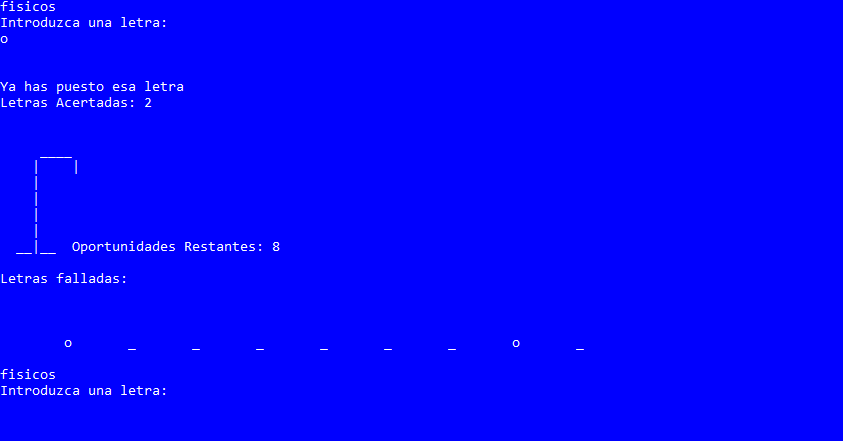 fisicos
Introduzca una letra:
o
Ya has puesto esa letra
Letras Acertadas: 2
____
|    |
|
|
|
|
__|__  Oportunidades Restantes: 8
Letras falladas:
o _ _ _ _ _ _ o _
fisicos
Introduzca una letra: